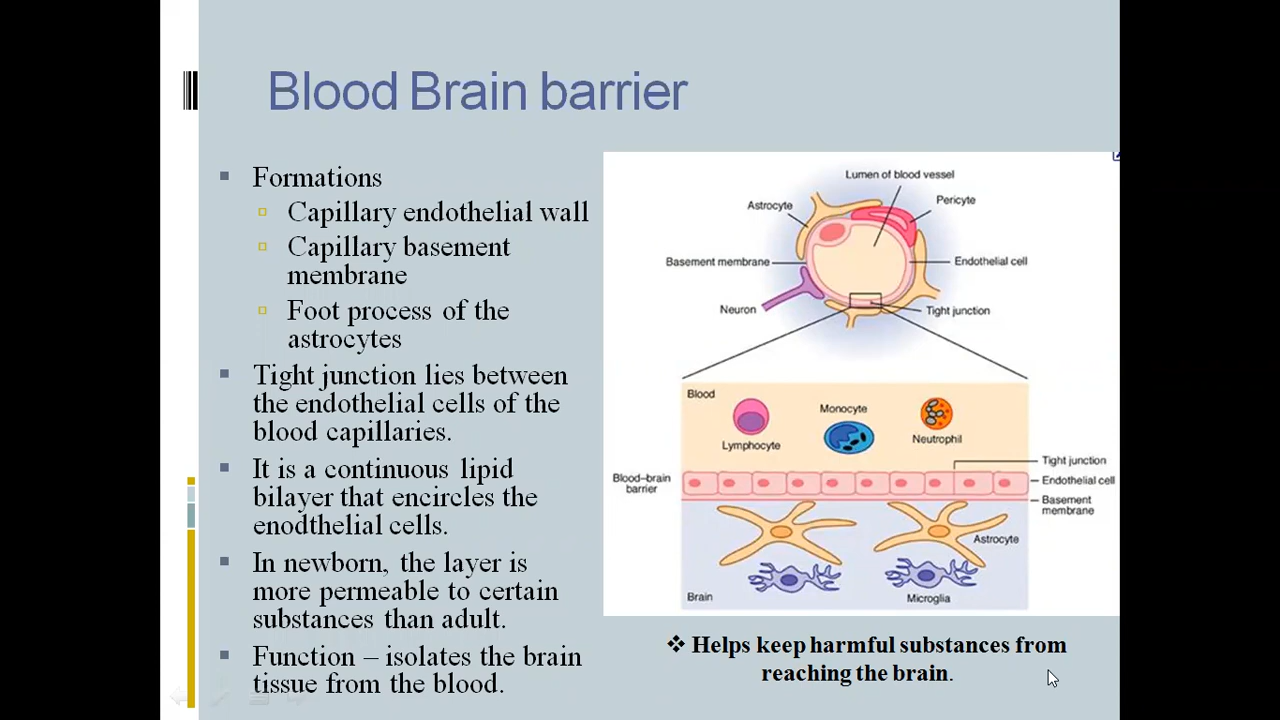 Blood Brain barrier
Formations
Capillary endothelial wall
Capillary basement
membrane
Foot process of the
astrocytes
Tight junction lies between
the endothelial cells of the
blood capillaries.
It is a continuous lipid
bilayer that encircles the
enodthelial cells.
In newborn, the layer is
more permeable to certain
substances than adult.
Function – isolates the brain
tissue from the blood.
Lumen of blood vessel
Astrocyte
Pericyte
Basement membrane
Endothelial cell
Neuron
Tight junction
Blood
Lymphocyte
Monocyte
Neutrophil
Tight junction
Blood–brain
barrier
Endothelial cell
Basement
membrane
Astrocyte
Brain
Microglia
❖ Helps keep harmful substances from
reaching the brain.